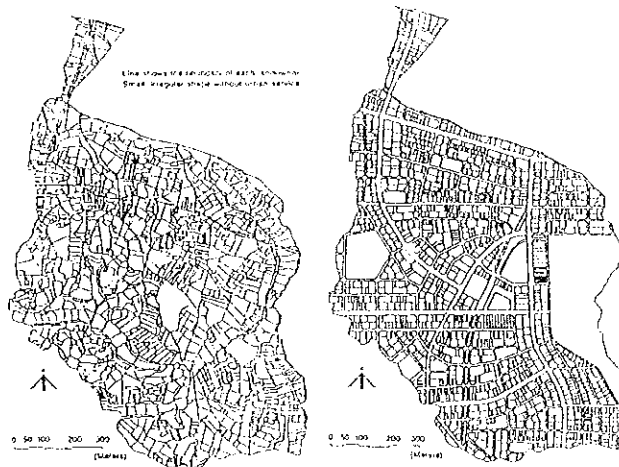 Line shows the boundary of each ownership
Small irregular shape without urban service
0 50 100 200 300
(Meters)
0 50 100 200 300
(Meters)